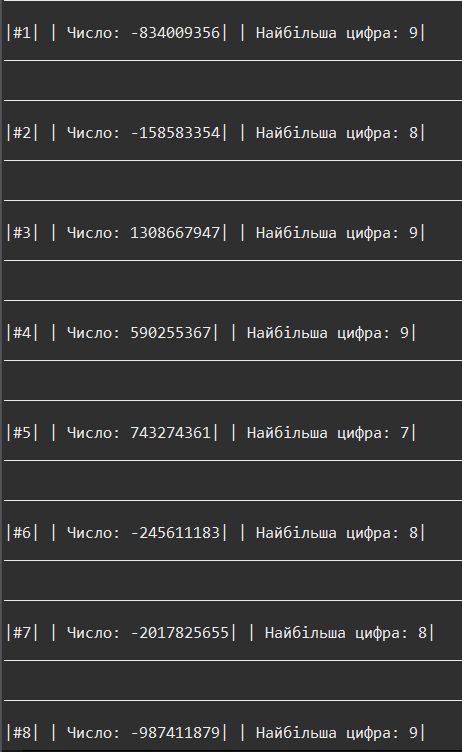 |#1| | Число: -834009356| | Найбільша цифра: 9|
|#2| | Число: -158583354| | Найбільша цифра: 8|
|#3| | Число: 1308667947| | Найбільша цифра: 9|
|#4| | Число: 590255367| | Найбільша цифра: 9|
|#5| | Число: 743274361| | Найбільша цифра: 7|
|#6| | Число: -245611183| | Найбільша цифра: 8|
|#7| | Число: -2017825655| | Найбільша цифра: 8|
|#8| | Число: -987411879| | Найбільша цифра: 9|